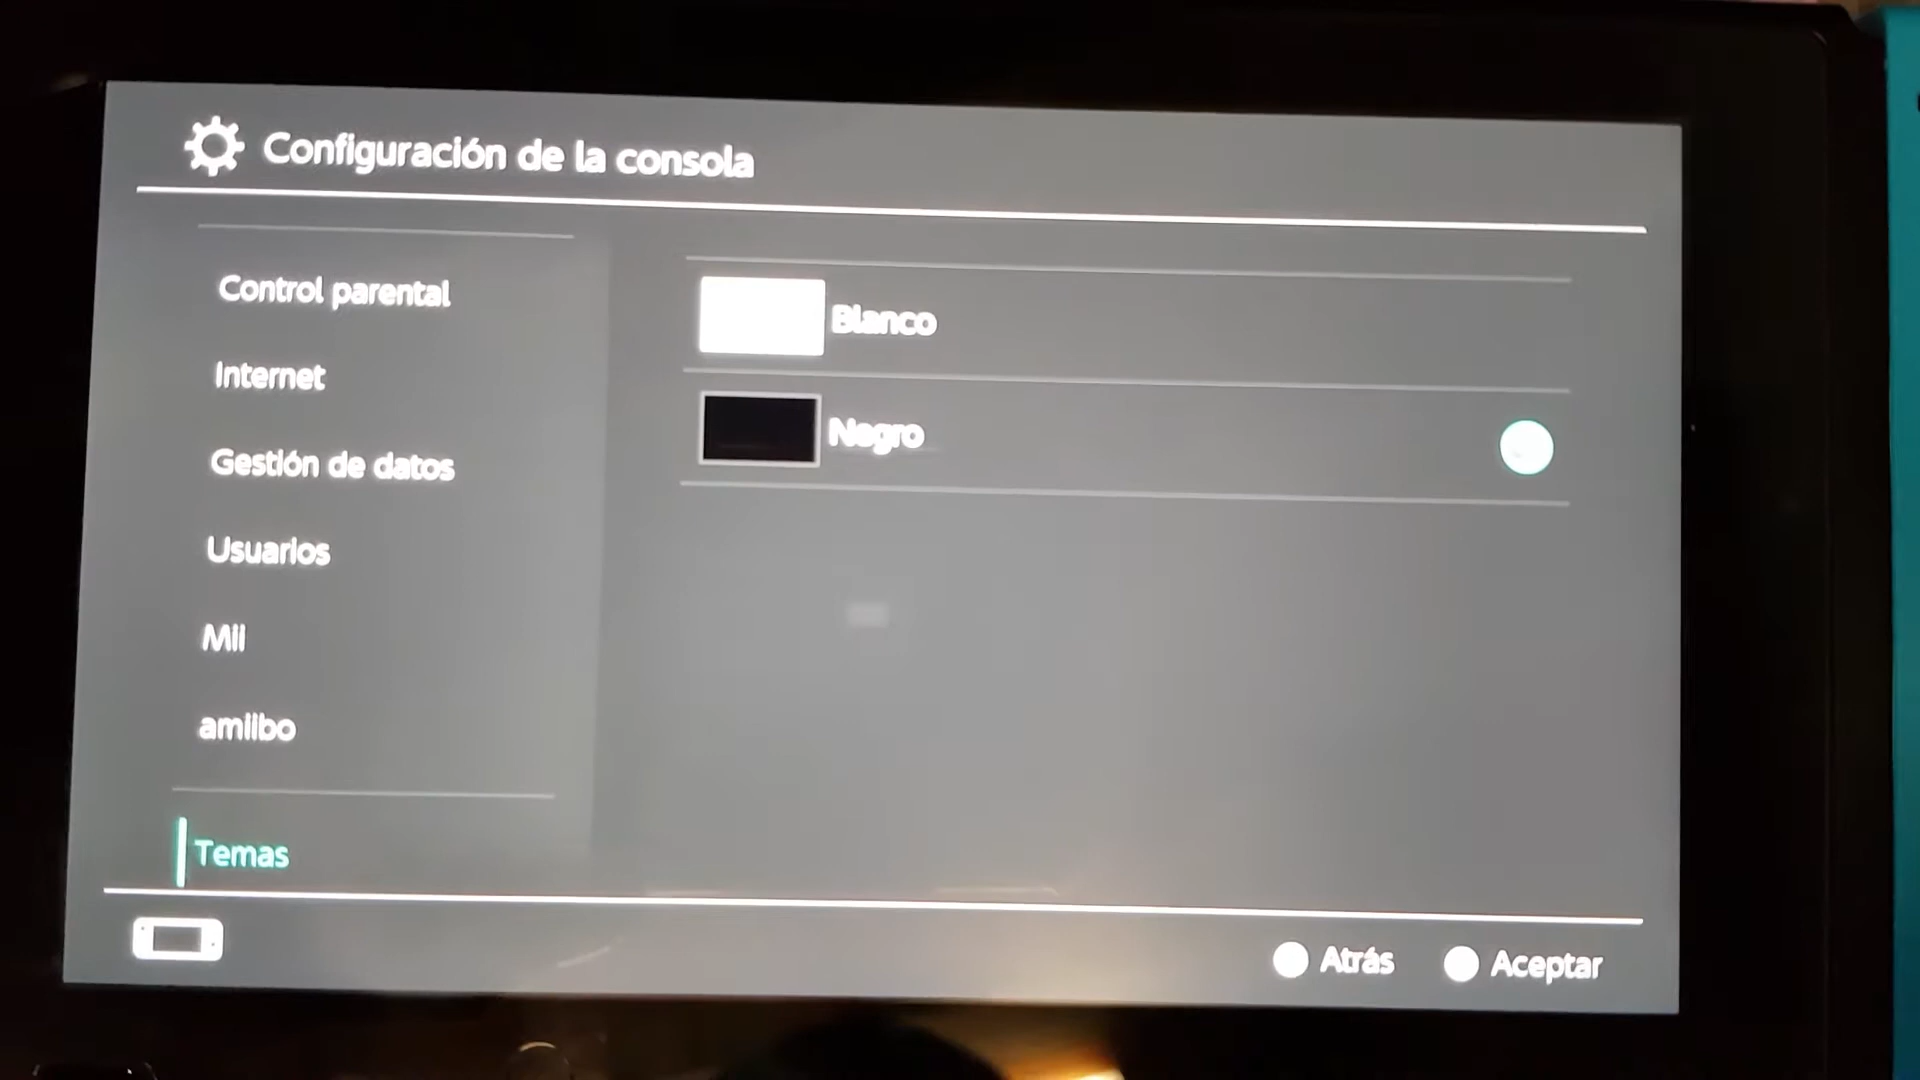 Configuración de la consola
Control parental
Internet
Gestión de datos
Usuarios
Mii
amiibo
Temas
Blanco
Negro
Atrás
Aceptar